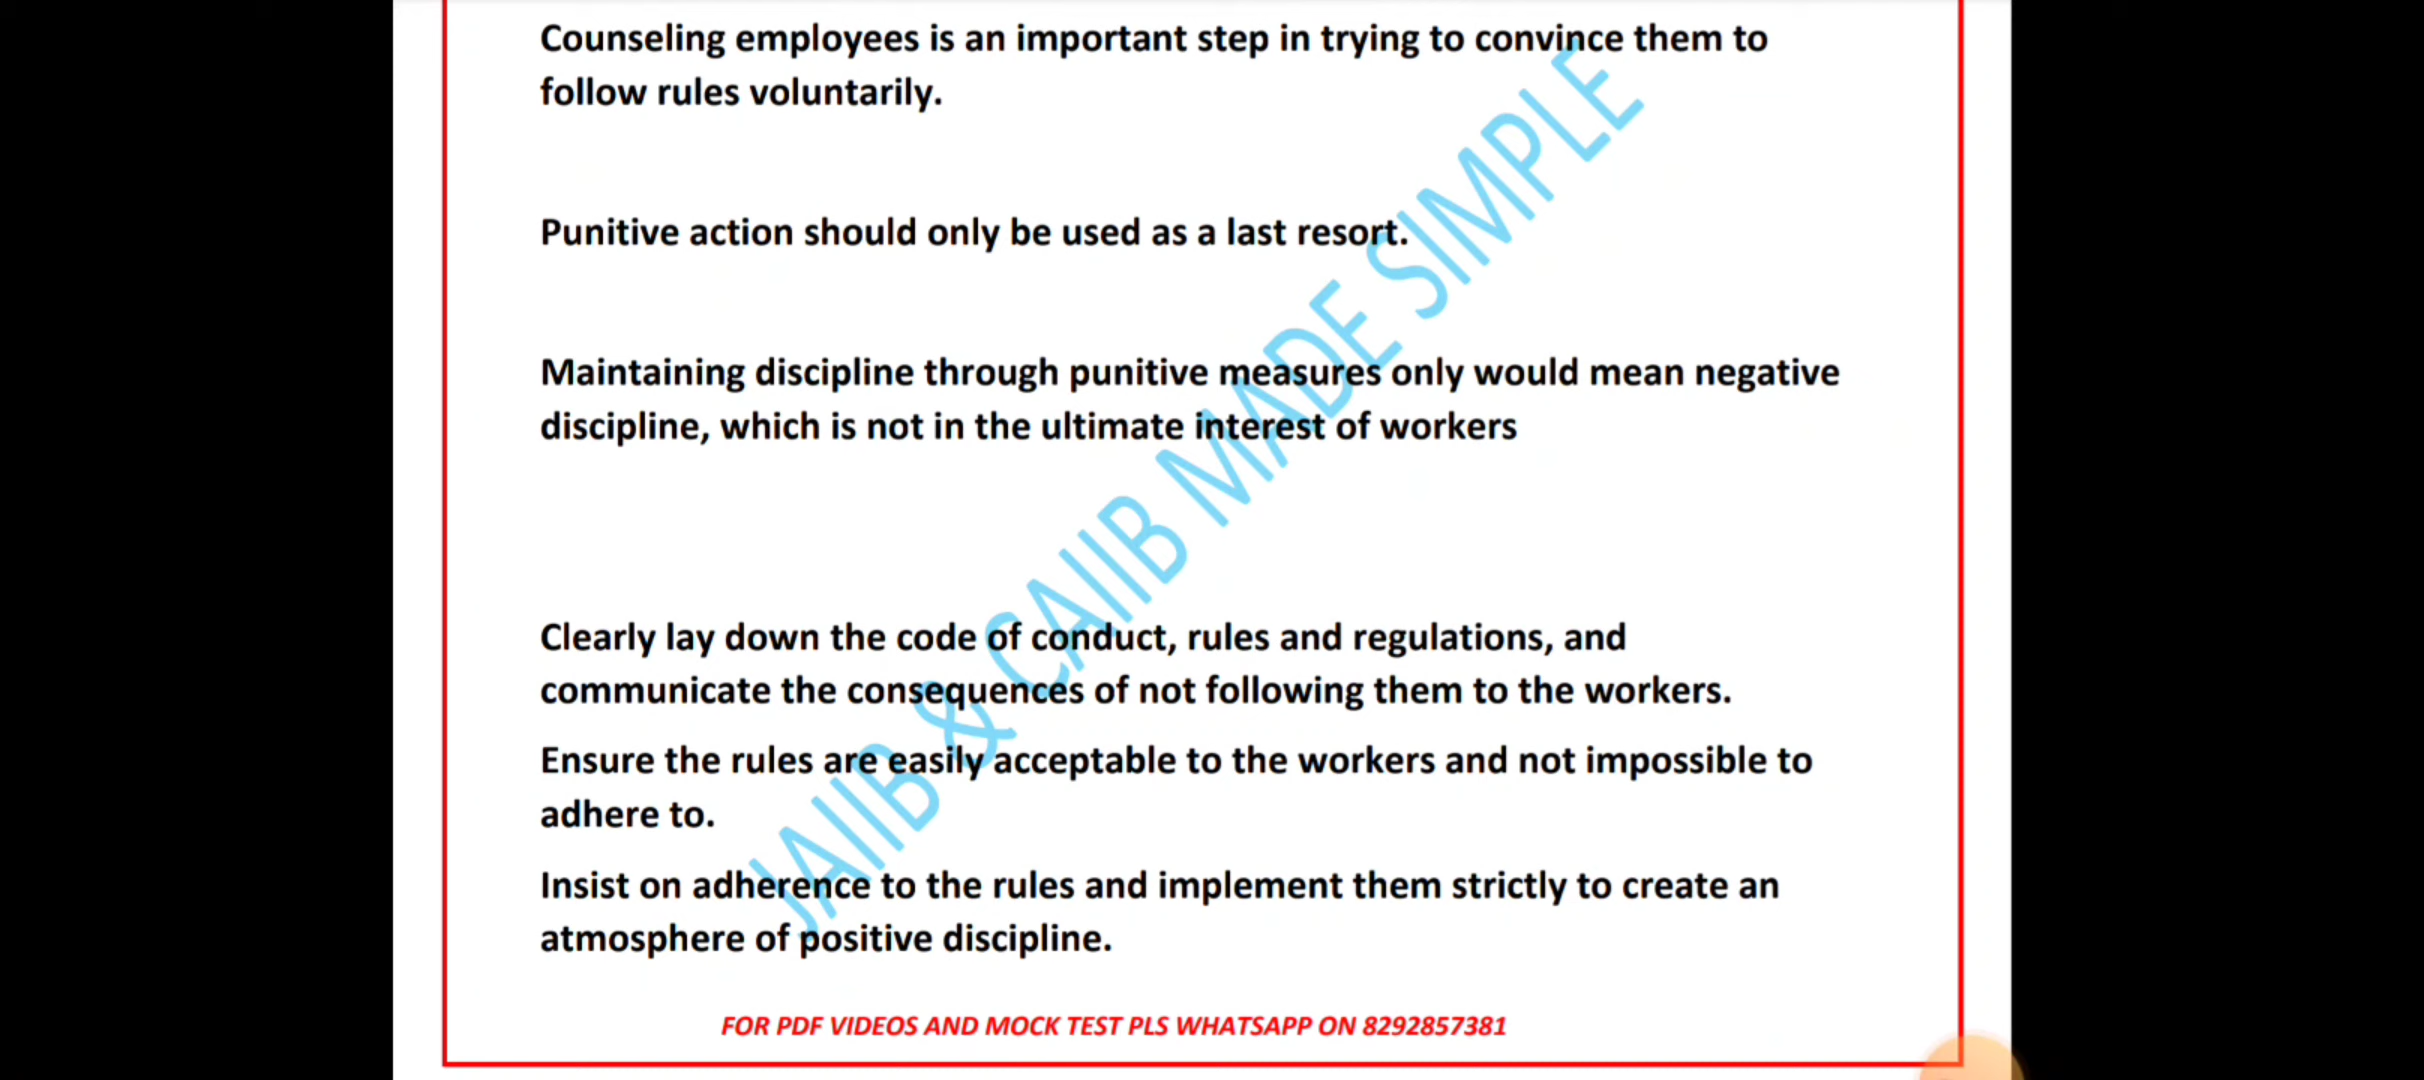 Counseling employees is an important step in trying to convince them to
follow rules voluntarily.
Punitive action should only be used as a last resort.
Maintaining discipline through punitive measures only would mean negative
discipline, which is not in the ultimate interest of workers
Clearly lay down the code of conduct, rules and regulations, and
communicate the consequences of not following them to the workers.
Ensure the rules are easily acceptable to the workers and not impossible to
adhere to.
Insist on adherence to the rules and implement them strictly to create an
atmosphere of positive discipline.
JAIIB & CAIIB MADE SIMPLE
FOR PDF VIDEOS AND MOCK TEST PLS WHATSAPP ON 8292857381